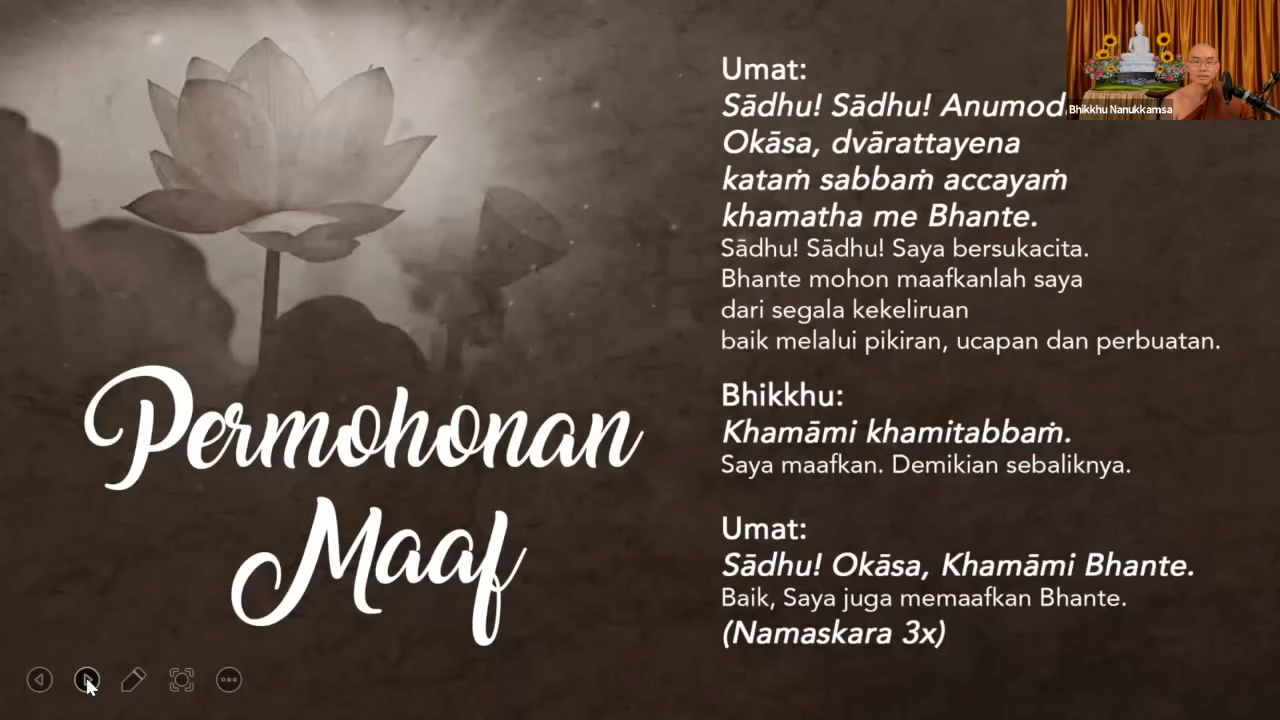 Umat:
Sādhu! Sādhu! Anumod
Okāsa, dvārattayena
kataṁ sabbaṁ accayaṁ
khamatha me Bhante.
Sādhu! Sādhu! Saya bersukacita.
Bhante mohon maafkanlah saya
dari segala kekeliruan
baik melalui pikiran, ucapan dan perbuatan.
Bhikkhu:
Khamāmi khamitabbaṁ.
Saya maafkan. Demikian sebaliknya.
Umat:
Sādhu! Okāsa, Khamāmi Bhante.
Baik, Saya juga memaafkan Bhante.
(Namaskara 3x)
Permohonan
Maaf
Bhikkhu Nanukkamsa